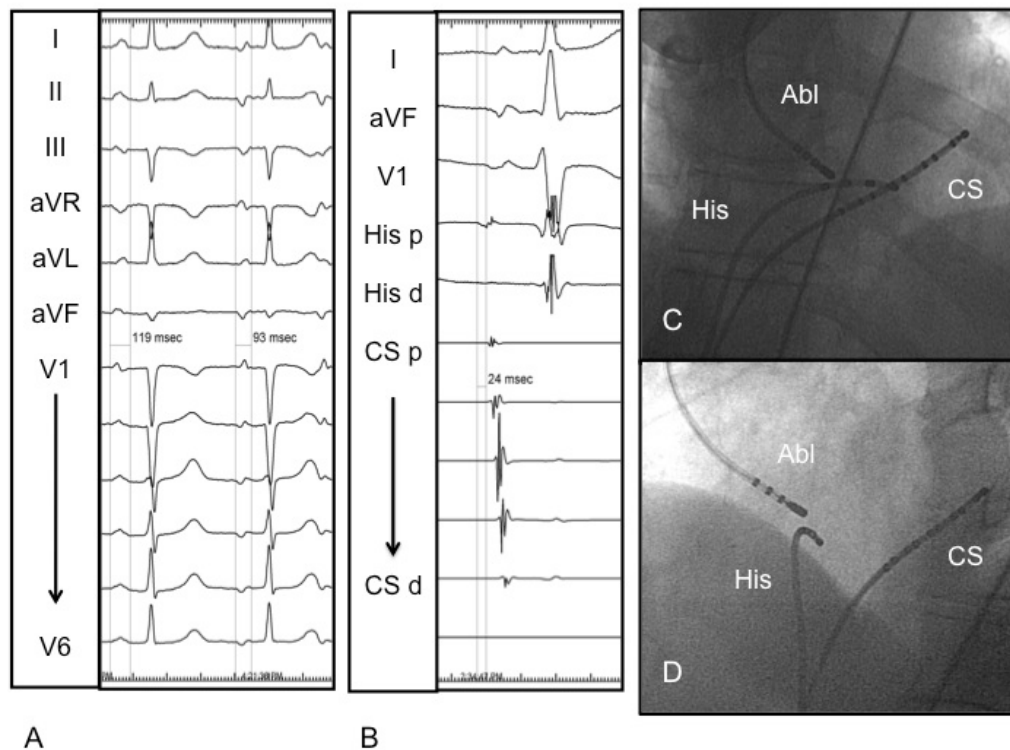 I
II
III
aVR
aVL
aVF
V1
V6
119 msec
93 msec
A
I
aVF
V1
His p
His d
CS p
CS d
24 msec
B
Abl
His
CS
C
Abl
His
CS
D